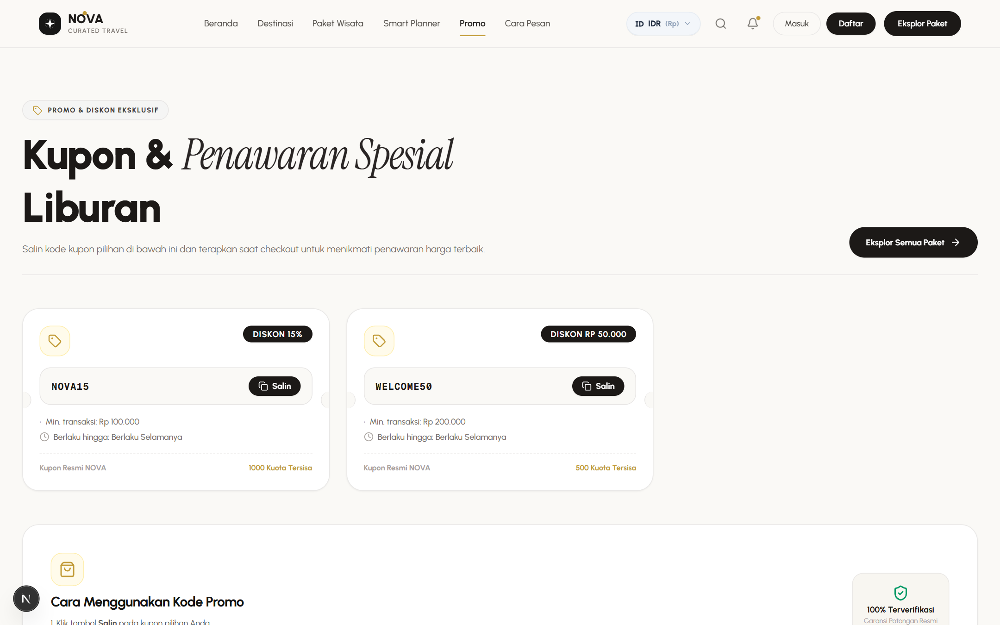 NOVA
CURATED TRAVEL
Beranda
Destinasi
Paket Wisata
Smart Planner
Promo
Cara Pesan
ID IDR (Rp)
Masuk
Daftar
Eksplor Paket
PROMO & DISKON EKSKLUSIF
Kupon & Penawaran Spesial
Liburan
Salin kode kupon pilihan di bawah ini dan terapkan saat checkout untuk menikmati penawaran harga terbaik.
Eksplor Semua Paket
DISKON 15%
NOVA15
Salin
· Min. transaksi: Rp 100.000
Berlaku hingga: Berlaku Selamanya
Kupon Resmi NOVA
1000 Kuota Tersisa
DISKON RP 50.000
WELCOME50
Salin
· Min. transaksi: Rp 200.000
Berlaku hingga: Berlaku Selamanya
Kupon Resmi NOVA
500 Kuota Tersisa
N
Cara Menggunakan Kode Promo
1. Klik tombol Salin pada kupon pilihan Anda
100% Terverifikasi
Garansi Potongan Resmi